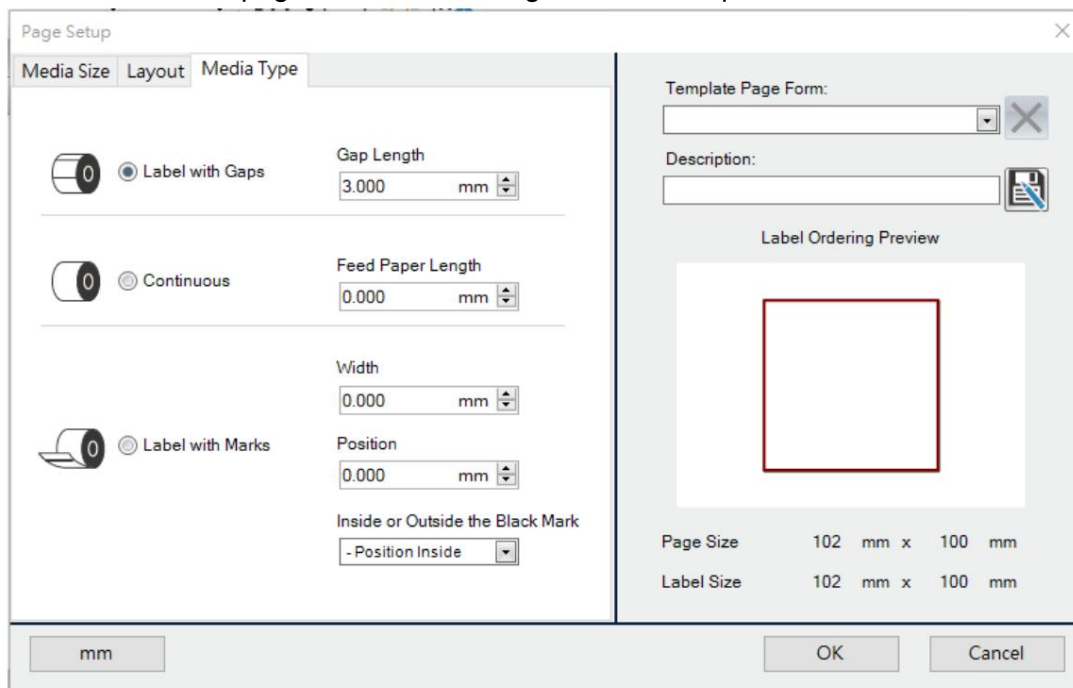 Page Setup
Media Size Layout Media Type
Label with Gaps
Gap Length
3.000 mm
Continuous
Feed Paper Length
0.000 mm
Label with Marks
Width
0.000 mm
Position
0.000 mm
Inside or Outside the Black Mark
- Position Inside
Template Page Form:
Description:
Label Ordering Preview
Page Size 102 mm x 100 mm
Label Size 102 mm x 100 mm
mm
OK Cancel